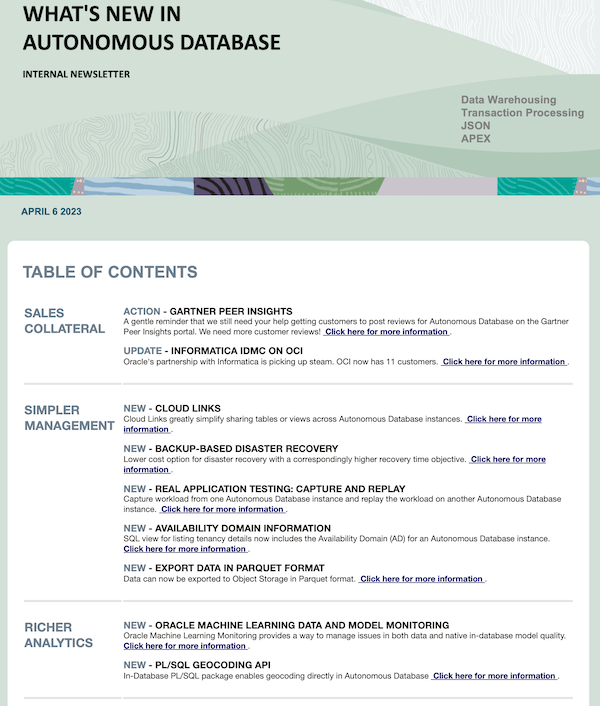 WHAT'S NEW IN
AUTONOMOUS DATABASE
INTERNAL NEWSLETTER
Data Warehousing
Transaction Processing
JSON
APEX
APRIL 6 2023
TABLE OF CONTENTS
SALES
COLLATERAL
ACTION - GARTNER PEER INSIGHTS
A gentle reminder that we still need your help getting customers to post reviews for Autonomous Database on the Gartner
Peer Insights portal. We need more customer reviews! Click here for more information .
UPDATE - INFORMATICA IDMC ON OCI
Oracle's partnership with Informatica is picking up steam. OCI now has 11 customers. Click here for more information .
SIMPLER
MANAGEMENT
NEW - CLOUD LINKS
Cloud Links greatly simplify sharing tables or views across Autonomous Database instances. Click here for more
information .
NEW - BACKUP-BASED DISASTER RECOVERY
Lower cost option for disaster recovery with a correspondingly higher recovery time objective. Click here for more
information .
NEW - REAL APPLICATION TESTING: CAPTURE AND REPLAY
Capture workload from one Autonomous Database instance and replay the workload on another Autonomous Database
instance. Click here for more information .
NEW - AVAILABILITY DOMAIN INFORMATION
SQL view for listing tenancy details now includes the Availability Domain (AD) for an Autonomous Database instance.
Click here for more information .
NEW - EXPORT DATA IN PARQUET FORMAT
Data can now be exported to Object Storage in Parquet format. Click here for more information .
RICHER
ANALYTICS
NEW - ORACLE MACHINE LEARNING DATA AND MODEL MONITORING
Oracle Machine Learning Monitoring provides a way to manage issues in both data and native in-database model quality.
Click here for more information .
NEW - PL/SQL GEOCODING API
In-Database PL/SQL package enables geocoding directly in Autonomous Database Click here for more information .